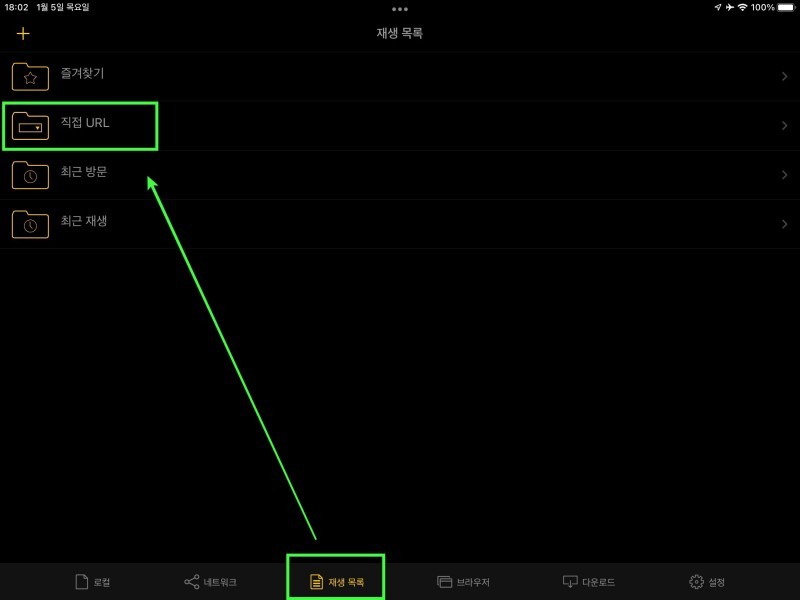 18:02 1월 5일 목요일
100%
재생 목록
즐겨찾기
직접 URL
최근 방문
최근 재생
로컬
네트워크
재생 목록
브라우저
다운로드
설정